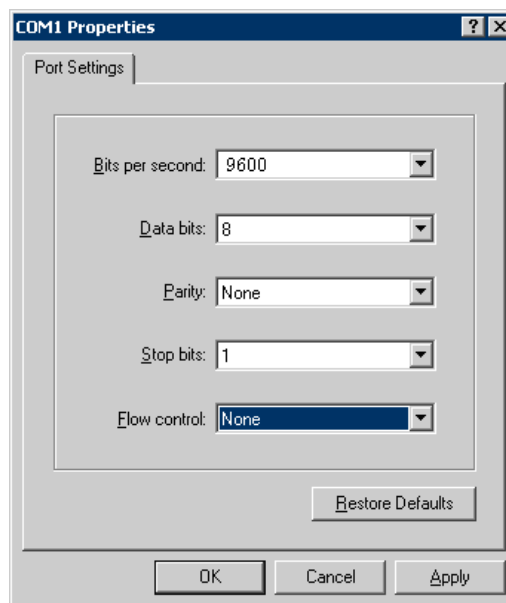 COM1 Properties
Port Settings
Bits per second: 9600
Data bits: 8
Parity: None
Stop bits: 1
Flow control: None
Restore Defaults
OK Cancel Apply